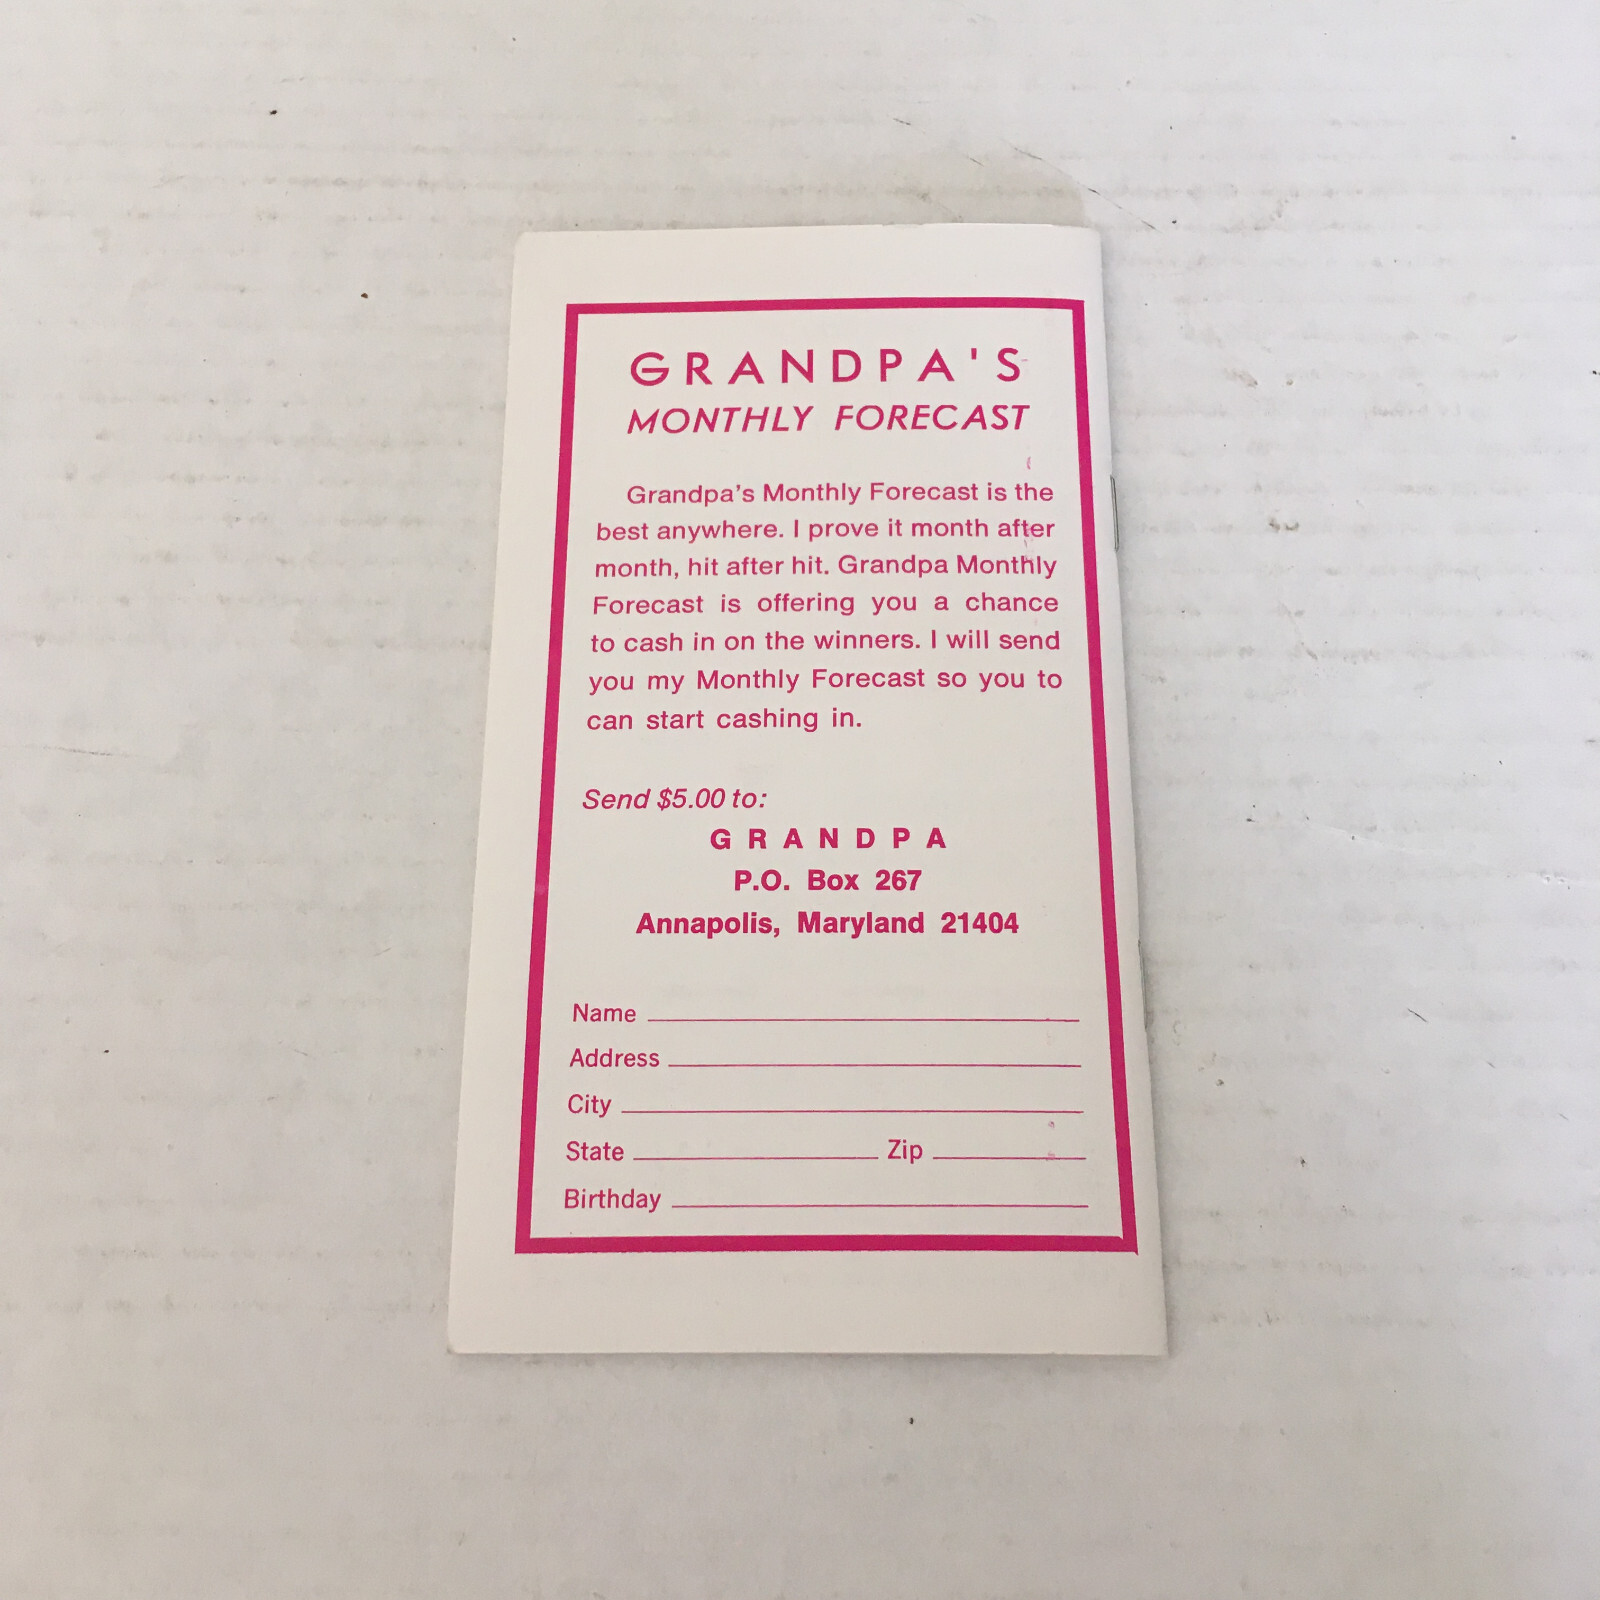 GRANDPA'S
MONTHLY FORECAST
Grandpa's Monthly Forecast is the
best anywhere. I prove it month after
month, hit after hit. Grandpa Monthly
Forecast is offering you a chance
to cash in on the winners. I will send
you my Monthly Forecast so you to
can start cashing in.
Send $5.00 to:
GRANDPA
P.O. Box 267
Annapolis, Maryland 21404
Name
Address
City
State Zip
Birthday